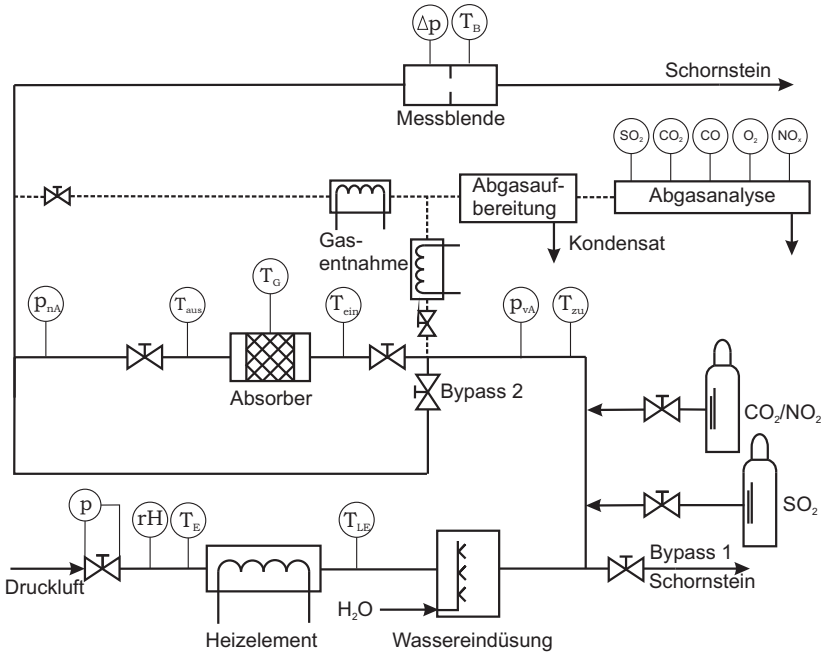 Δp
T_B
Schornstein
Messblende
SO₂
CO₂
CO
O₂
NOₓ
Abgasauf-
bereitung
Abgasanalyse
Gas-
entnahme
Kondensat
p_nA
T_aus
T_G
T_ein
p_vA
T_zu
Absorber
Bypass 2
CO₂/NO₂
SO₂
p
rH
T_E
T_LE
Bypass 1
Druckluft
Schornstein
H₂O
Heizelement
Wassereindüsung